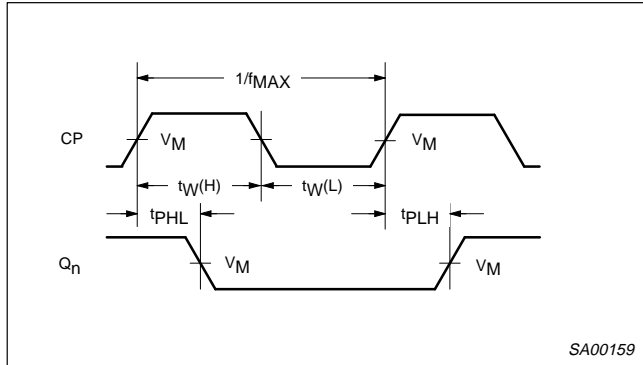 1/fMAX
CP
VM
VM
tW(H)
tW(L)
tPHL
tPLH
Qn
VM
VM
SA00159